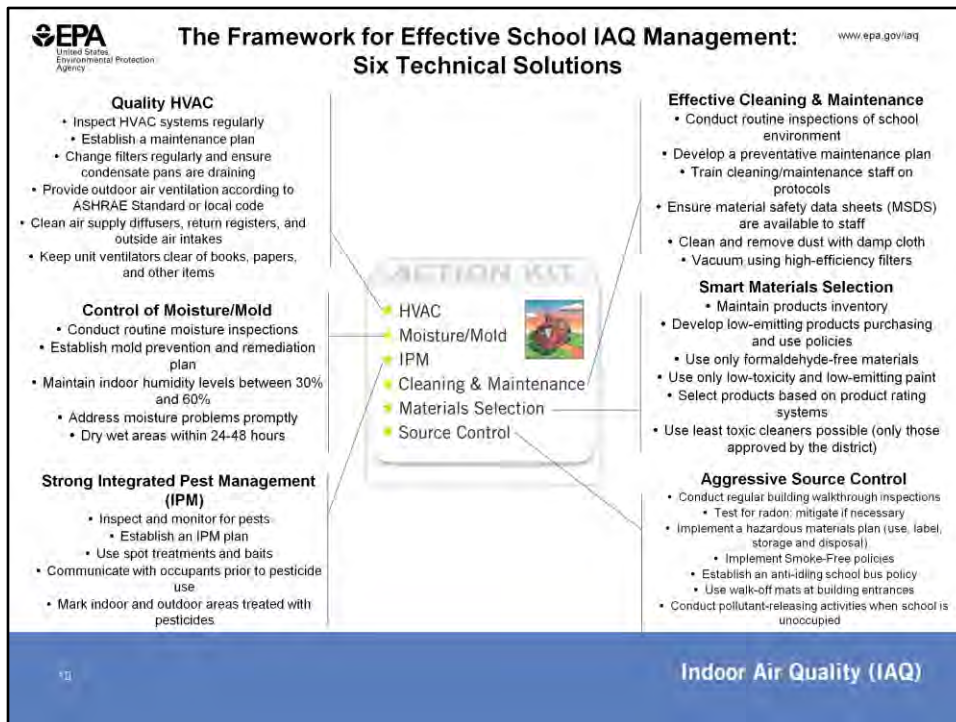 EPA
United States
Environmental Protection
Agency
The Framework for Effective School IAQ Management:
Six Technical Solutions
www.epa.gov/iaq
Quality HVAC
• Inspect HVAC systems regularly
• Establish a maintenance plan
• Change filters regularly and ensure
condensate pans are draining
• Provide outdoor air ventilation according to
ASHRAE Standard or local code
• Clean air supply diffusers, return registers, and
outside air intakes
• Keep unit ventilators clear of books, papers,
and other items
Control of Moisture/Mold
• Conduct routine moisture inspections
• Establish mold prevention and remediation
plan
• Maintain indoor humidity levels between 30%
and 60%
• Address moisture problems promptly
• Dry wet areas within 24-48 hours
Strong Integrated Pest Management
(IPM)
• Inspect and monitor for pests
• Establish an IPM plan
• Use spot treatments and baits
• Communicate with occupants prior to pesticide
use
• Mark indoor and outdoor areas treated with
pesticides
ACTION KIT
HVAC
Moisture/Mold
IPM
Cleaning & Maintenance
Materials Selection
Source Control
Effective Cleaning & Maintenance
• Conduct routine inspections of school
environment
• Develop a preventative maintenance plan
• Train cleaning/maintenance staff on
protocols
• Ensure material safety data sheets (MSDS)
are available to staff
• Clean and remove dust with damp cloth
• Vacuum using high-efficiency filters
Smart Materials Selection
• Maintain products inventory
• Develop low-emitting products purchasing
and use policies
• Use only formaldehyde-free materials
• Use only low-toxicity and low-emitting paint
• Select products based on product rating
systems
• Use least toxic cleaners possible (only those
approved by the district)
Aggressive Source Control
• Conduct regular building walkthrough inspections
• Test for radon: mitigate if necessary
• Implement a hazardous materials plan (use, label,
storage and disposal)
• Implement Smoke-Free policies
• Establish an anti-idling school bus policy
• Use walk-off mats at building entrances
• Conduct pollutant-releasing activities when school is
unoccupied
Indoor Air Quality (IAQ)